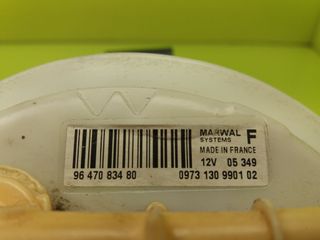 MARWAL F
SYSTEMS
MADE IN FRANCE
12V 05 349
96 470 834 80 0973 130 9901 02